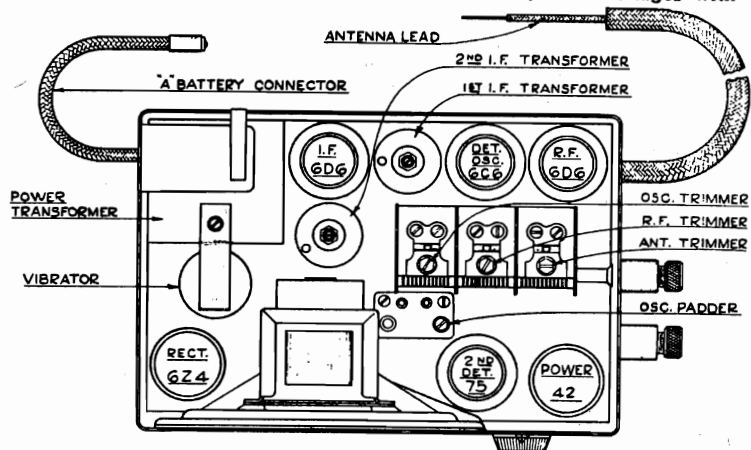 ANTENNA LEAD
2ND I.F. TRANSFORMER
"A" BATTERY CONNECTOR
1ST I.F. TRANSFORMER
I.F.
6D6
DET.
OSC.
6C6
R.F.
6D6
POWER
TRANSFORMER
OSC. TRIMMER
R.F. TRIMMER
ANT. TRIMMER
VIBRATOR
OSC. PADDER
RECT.
6Z4
2ND
DET.
75
POWER
42